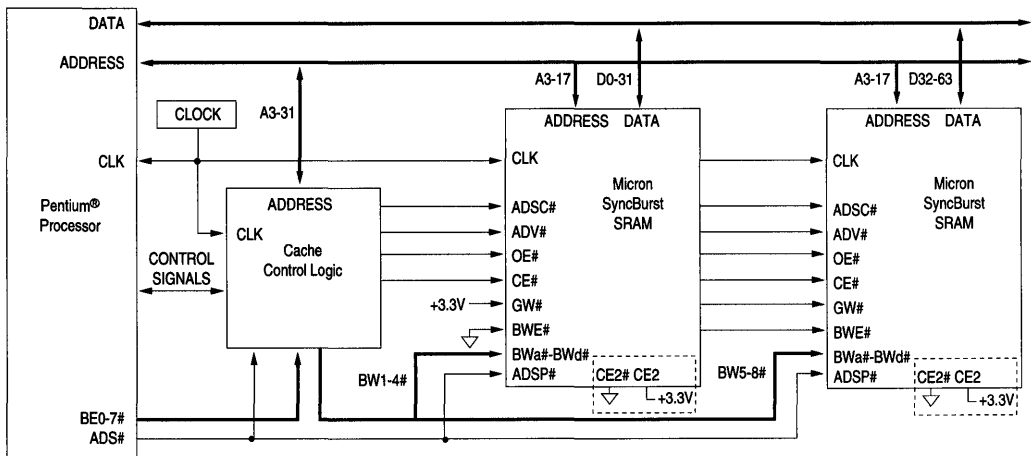 DATA
ADDRESS
A3-17
D0-31
A3-17
D32-63
A3-31
CLOCK
ADDRESS DATA
ADDRESS DATA
CLK
CLK
CLK
Micron
SyncBurst
SRAM
Micron
SyncBurst
SRAM
Pentium®
Processor
ADDRESS
CLK
Cache
Control Logic
CONTROL
SIGNALS
ADSC#
ADV#
OE#
CE#
+3.3V
GW#
BWE#
BWa#-BWd#
ADSP#
CE2# CE2
+3.3V
ADSC#
ADV#
OE#
CE#
GW#
BWE#
BWa#-BWd#
ADSP#
CE2# CE2
+3.3V
BW1-4#
BW5-8#
BE0-7#
ADS#